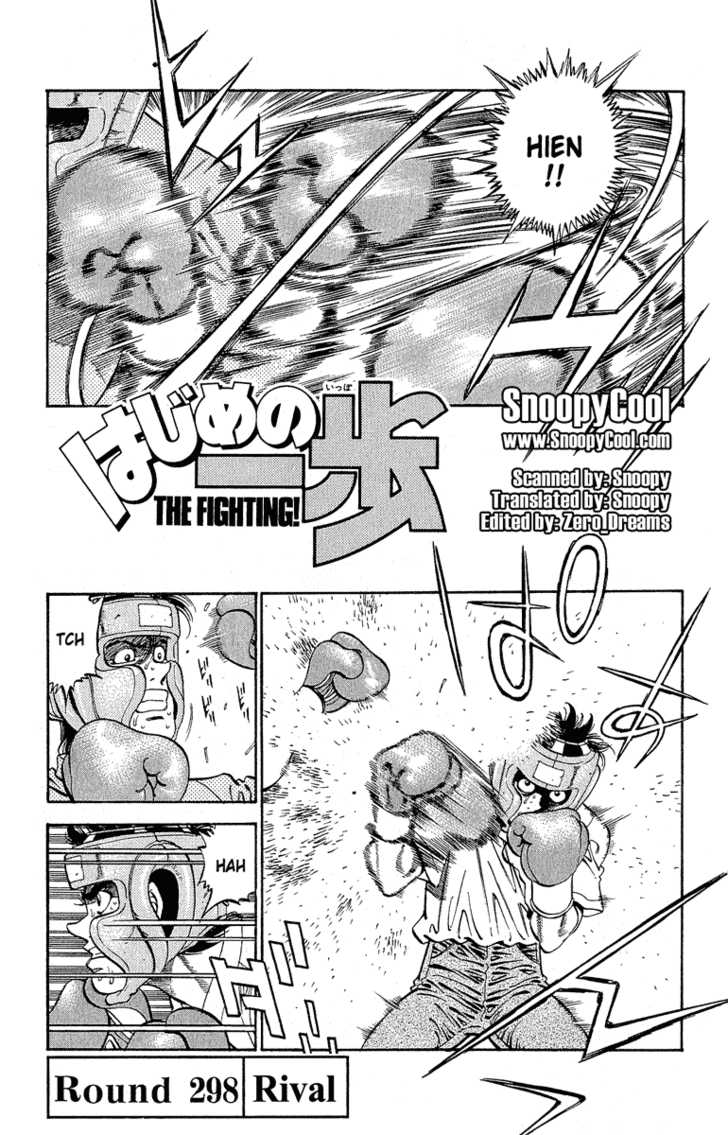 HIEN
!!
いっぽ
はじめの一歩
THE FIGHTING!
SnoopyCool
www.SnoopyCool.com
Scanned by: Snoopy
Translated by: Snoopy
Edited by: Zero_Dreams
TCH
HAH
Round 298 Rival